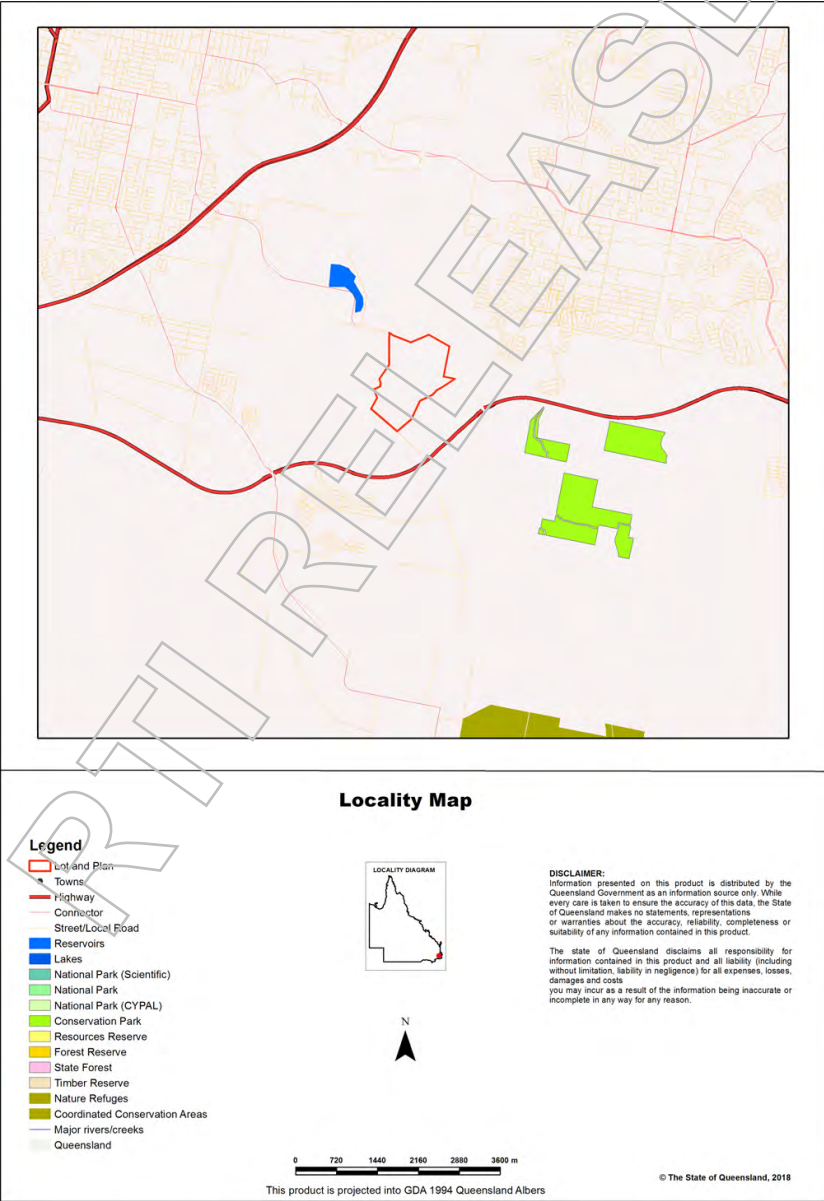 RTI RELEASE
Locality Map
Legend
Lot and Plan
Towns
Highway
Connector
Street/Local Road
Reservoirs
Lakes
National Park (Scientific)
National Park
National Park (CYPAL)
Conservation Park
Resources Reserve
Forest Reserve
State Forest
Timber Reserve
Nature Refuges
Coordinated Conservation Areas
Major rivers/creeks
Queensland
LOCALITY DIAGRAM
N
0 720 1440 2160 2880 3600 m
This product is projected into GDA 1994 Queensland Albers
DISCLAIMER:
Information presented on this product is distributed by the
Queensland Government as an information source only. While
every care is taken to ensure the accuracy of this data, the State
of Queensland makes no statements, representations
or warranties about the accuracy, reliability, completeness or
suitability of any information contained in this product.
The state of Queensland disclaims all responsibility for
information contained in this product and all liability (including
without limitation, liability in negligence) for all expenses, losses,
damages and costs
you may incur as a result of the information being inaccurate or
incomplete in any way for any reason.
© The State of Queensland, 2018